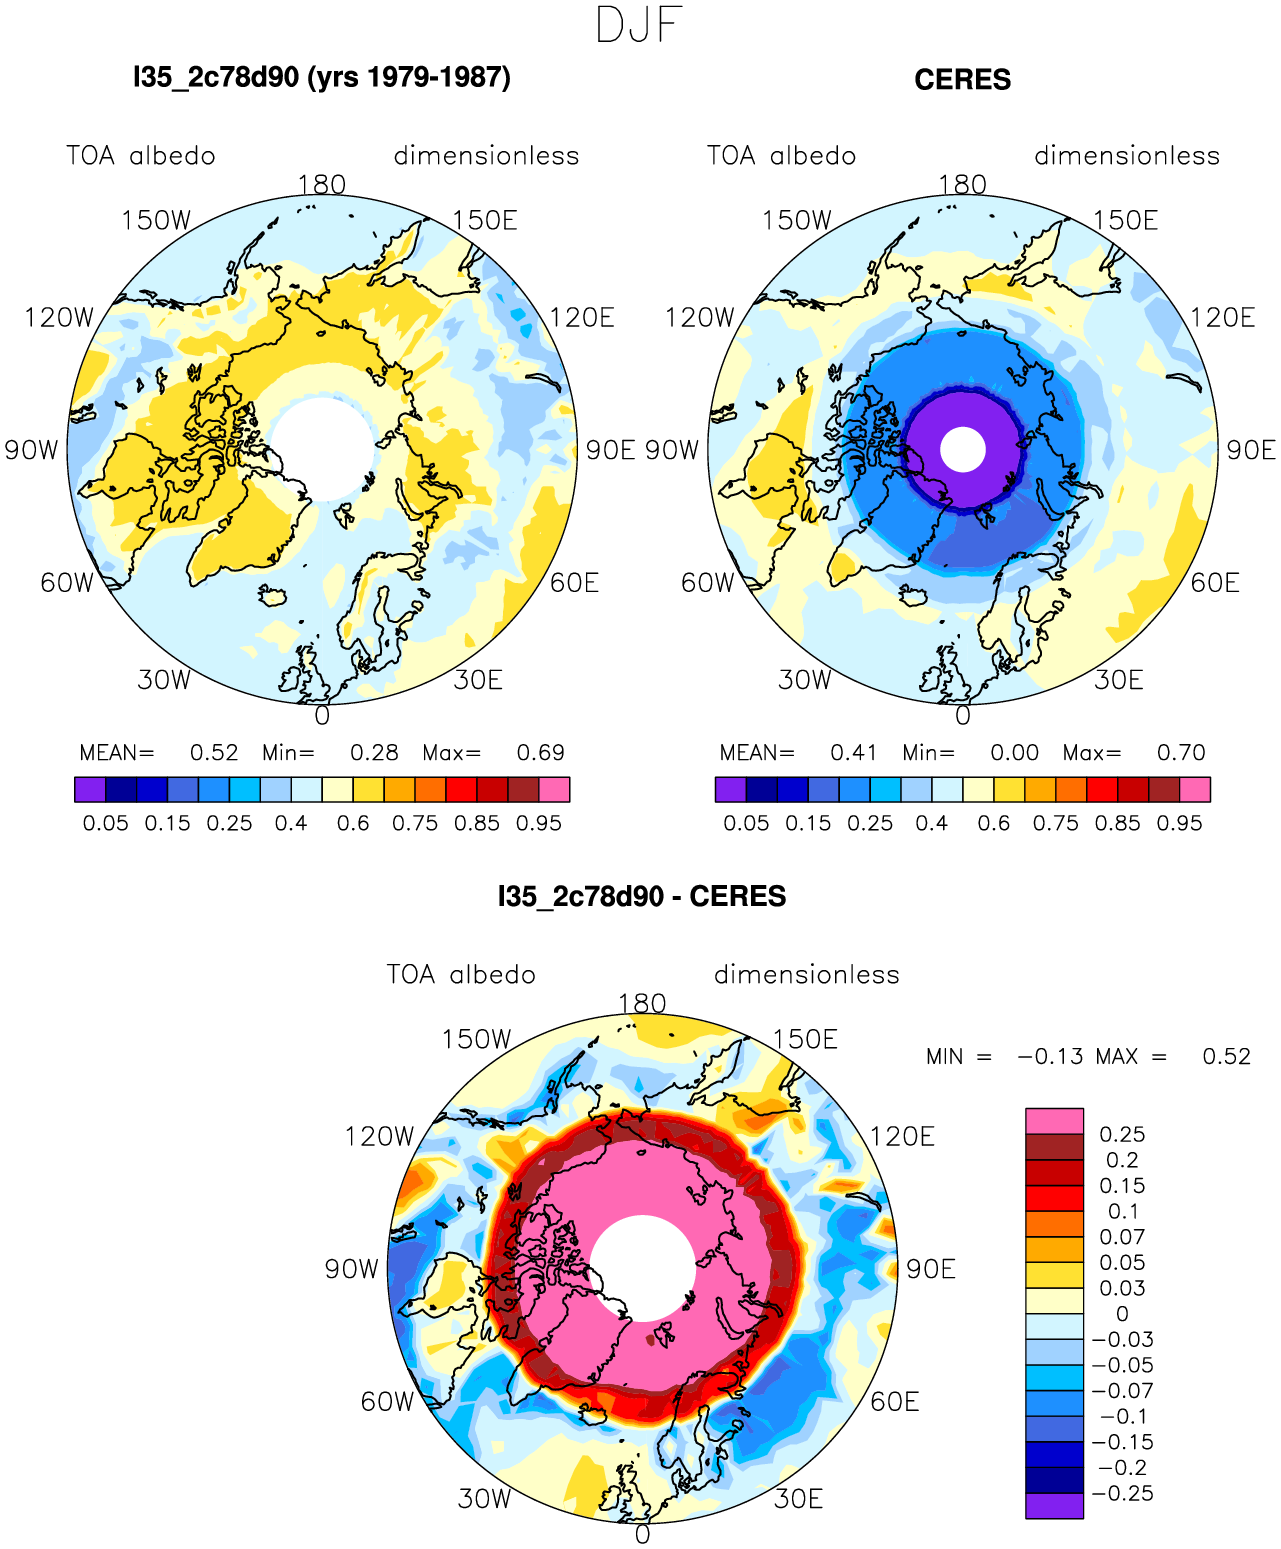 DJF
I35_2c78d90 (yrs 1979-1987)
CERES
TOA albedo dimensionless
TOA albedo dimensionless
180
150W 150E
120W 120E
90W 90E
60W 60E
30W 30E
0
180
150W 150E
120W 120E
90W 90E
60W 60E
30W 30E
0
MEAN= 0.52 Min= 0.28 Max= 0.69
0.05 0.15 0.25 0.4 0.6 0.75 0.85 0.95
MEAN= 0.41 Min= 0.00 Max= 0.70
0.05 0.15 0.25 0.4 0.6 0.75 0.85 0.95
I35_2c78d90 - CERES
TOA albedo dimensionless
180
150W 150E
120W 120E
90W 90E
60W 60E
30W 30E
0
MIN = -0.13 MAX = 0.52
0.25
0.2
0.15
0.1
0.07
0.05
0.03
0
-0.03
-0.05
-0.07
-0.1
-0.15
-0.2
-0.25